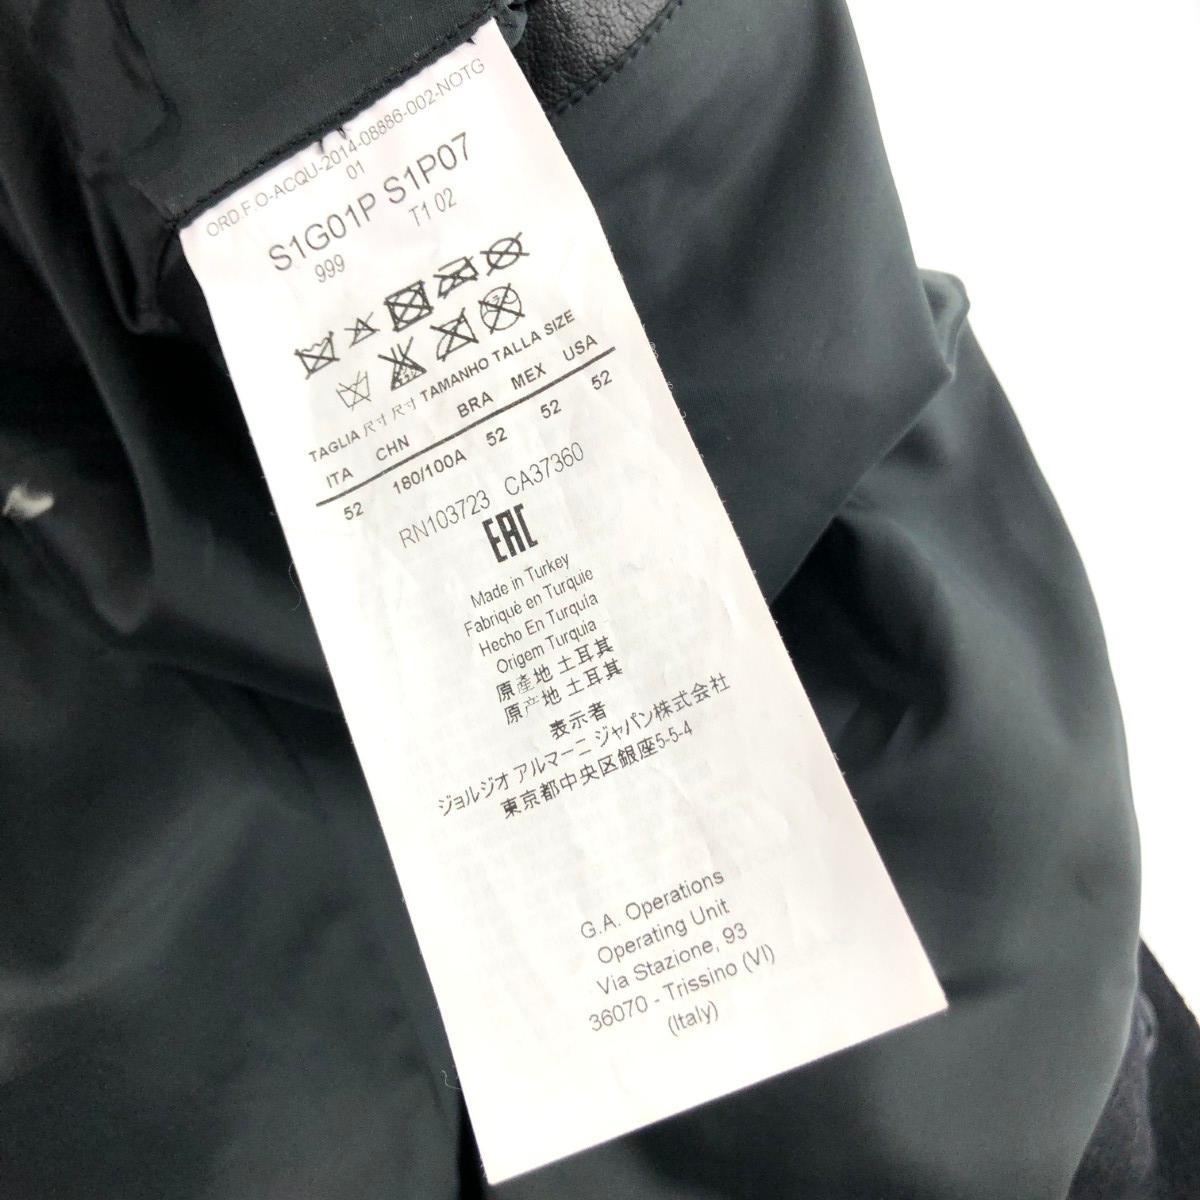 ORD.F.O-ACQU-2014-08886-002-NOTG
01
S1G01P S1P07
999 T1 02
TAGLIA 尺寸 尺寸 TAMANHO TALLA SIZE
ITA CHN BRA MEX USA
52 180/100A 52 52 52
RN103723 CA37360
EAC
Made in Turkey
Fabriqué en Turquie
Hecho En Turquía
Origem Turquia
原產地 土耳其
原产地 土耳其
表示者
ジョルジオ アルマーニ ジャパン株式会社
東京都中央区銀座5-5-4
G.A. Operations
Operating Unit
Via Stazione, 93
36070 - Trissino (VI)
(Italy)